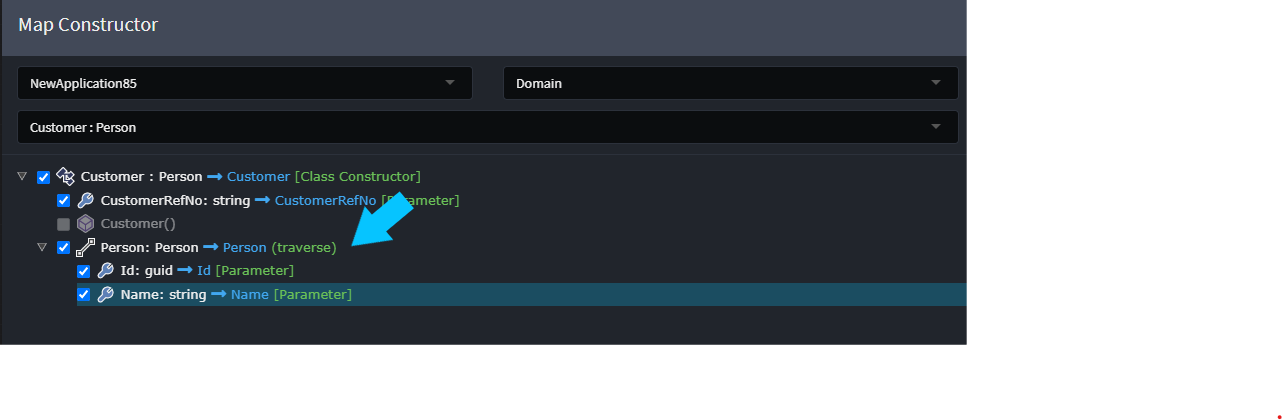 Map Constructor
NewApplication85
Domain
Customer : Person
Customer : Person → Customer [Class Constructor]
CustomerRefNo: string → CustomerRefNo [Parameter]
Customer()
Person: Person → Person (traverse)
Id: guid → Id [Parameter]
Name: string → Name [Parameter]